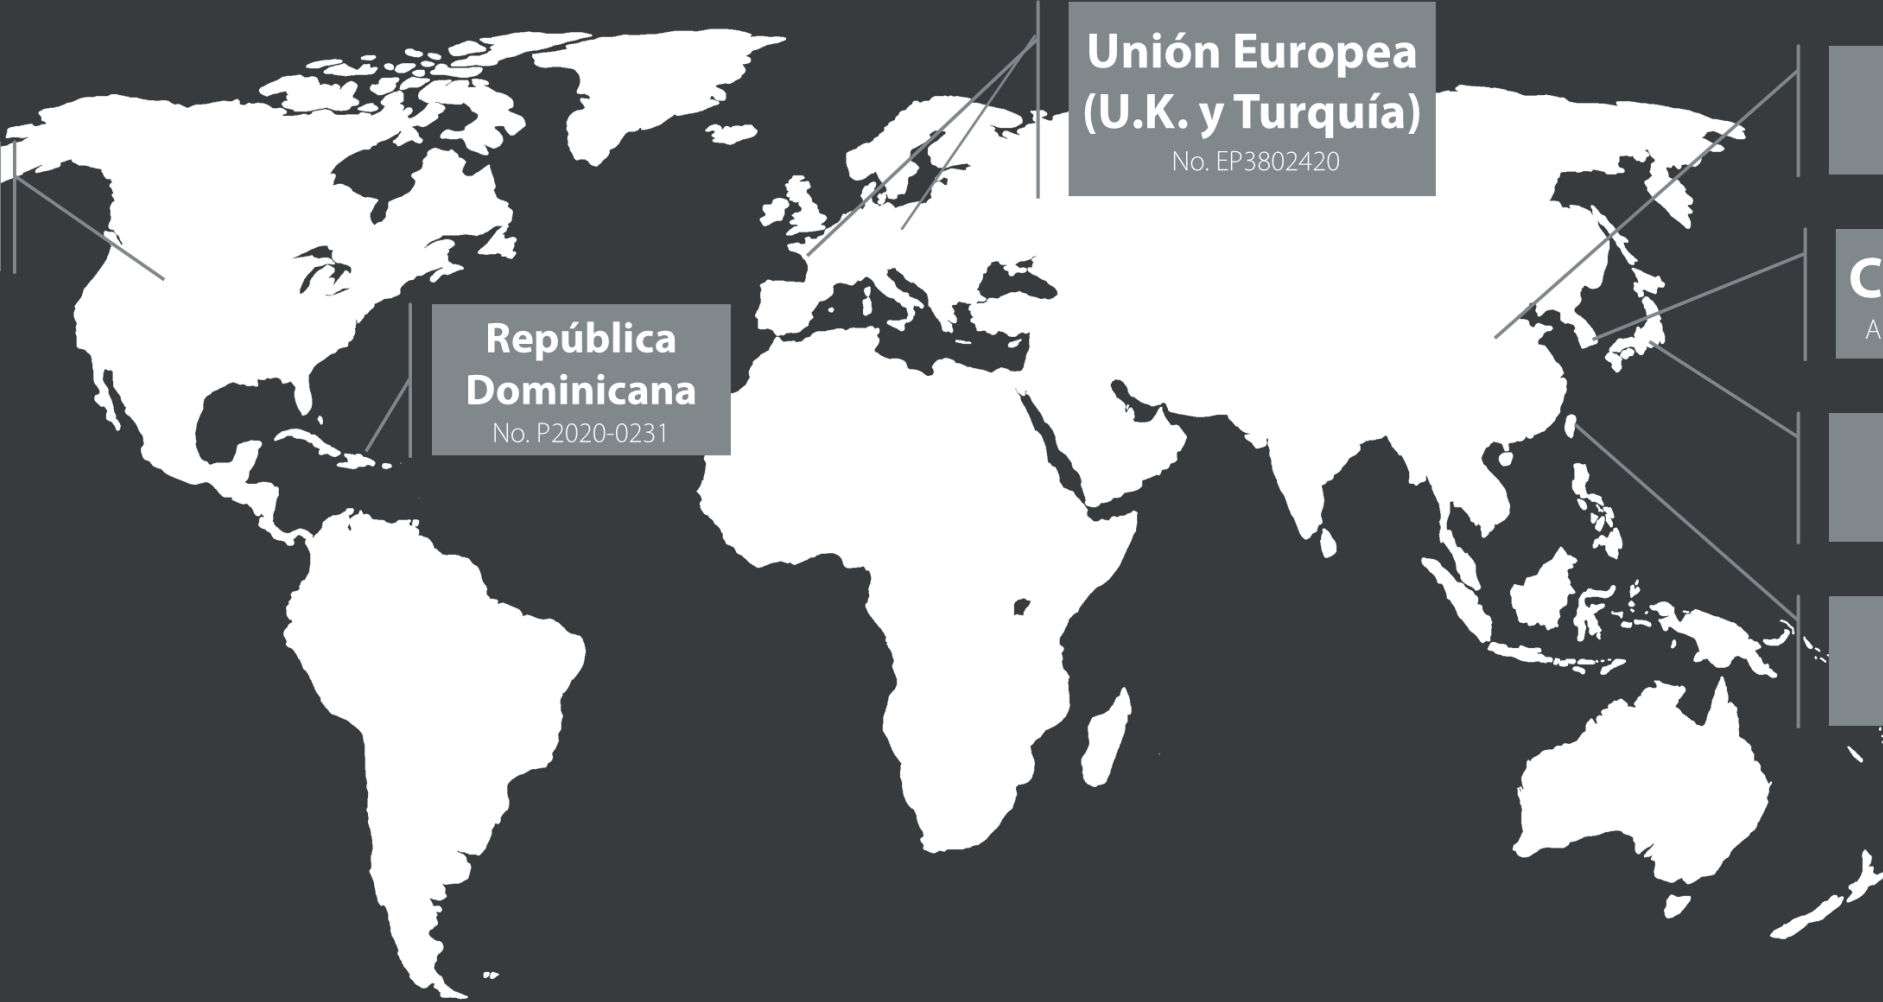 Unión Europea
(U.K. y Turquía)
No. EP3802420
República
Dominicana
No. P2020-0231
C
A